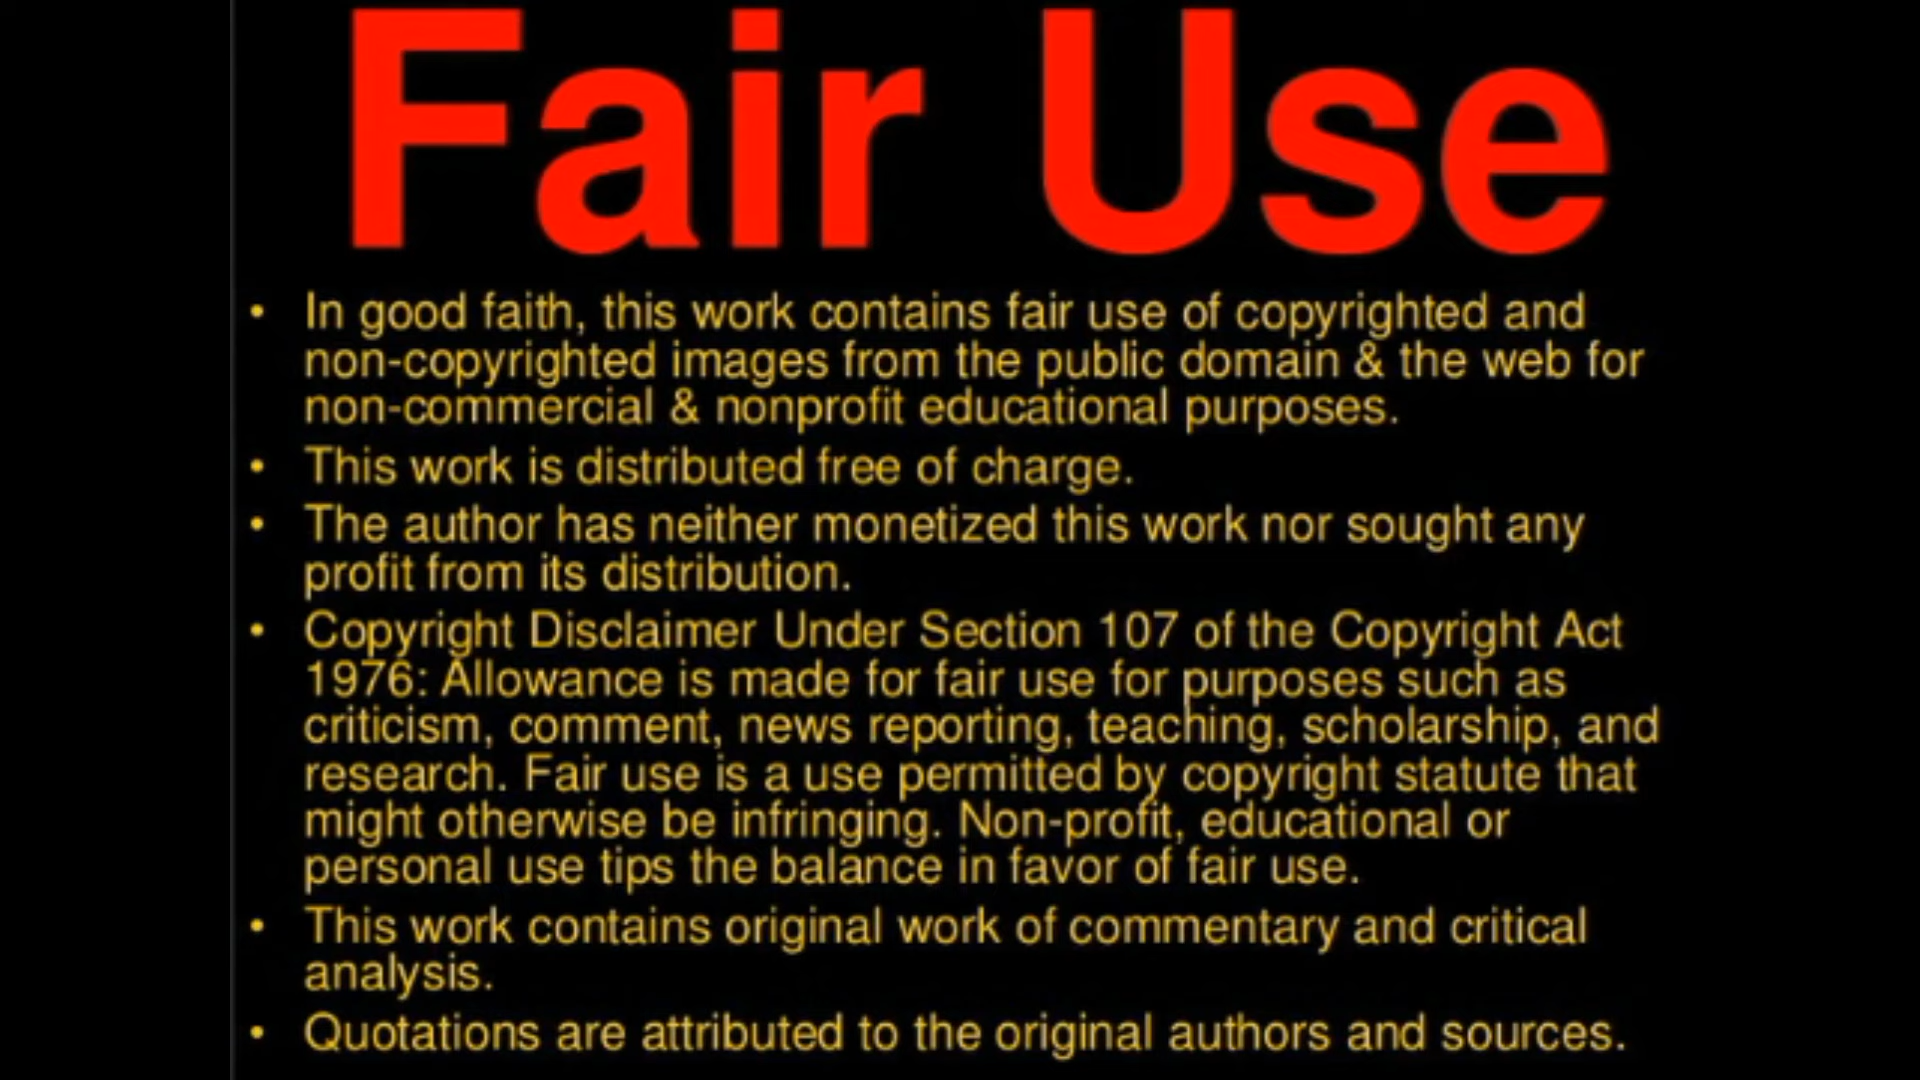 Fair Use
• In good faith, this work contains fair use of copyrighted and
non-copyrighted images from the public domain & the web for
non-commercial & nonprofit educational purposes.
• This work is distributed free of charge.
• The author has neither monetized this work nor sought any
profit from its distribution.
• Copyright Disclaimer Under Section 107 of the Copyright Act
1976: Allowance is made for fair use for purposes such as
criticism, comment, news reporting, teaching, scholarship, and
research. Fair use is a use permitted by copyright statute that
might otherwise be infringing. Non-profit, educational or
personal use tips the balance in favor of fair use.
• This work contains original work of commentary and critical
analysis.
• Quotations are attributed to the original authors and sources.